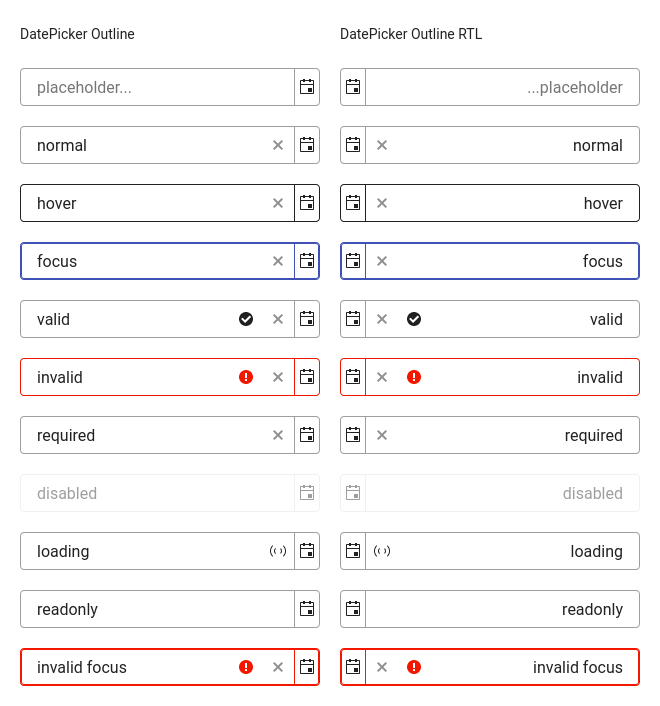 DatePicker Outline
DatePicker Outline RTL
placeholder...
...placeholder
normal
normal
hover
hover
focus
focus
valid
valid
invalid
invalid
required
required
disabled
disabled
loading
loading
readonly
readonly
invalid focus
invalid focus